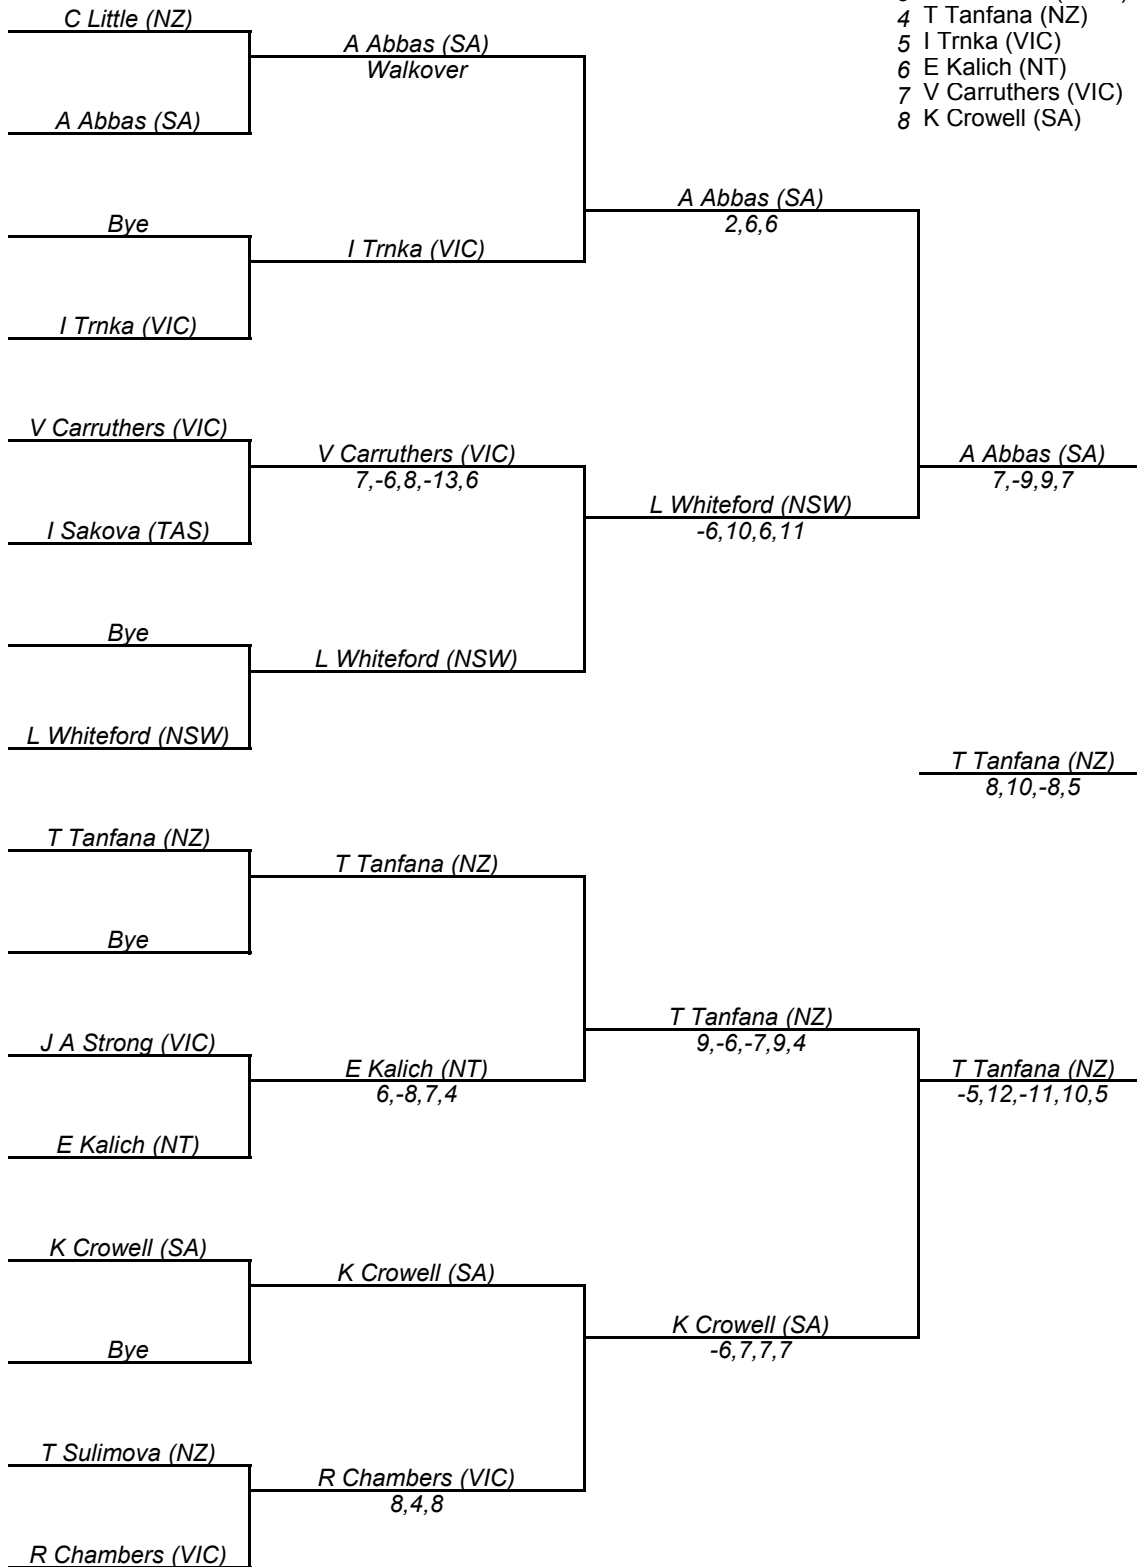 4 T Tanfana (NZ)
5 I Trnka (VIC)
6 E Kalich (NT)
7 V Carruthers (VIC)
8 K Crowell (SA)
C Little (NZ)
A Abbas (SA)
Walkover
A Abbas (SA)
A Abbas (SA)
2,6,6
Bye
I Trnka (VIC)
I Trnka (VIC)
V Carruthers (VIC)
V Carruthers (VIC)
7,-6,8,-13,6
A Abbas (SA)
7,-9,9,7
I Sakova (TAS)
L Whiteford (NSW)
-6,10,6,11
Bye
L Whiteford (NSW)
L Whiteford (NSW)
T Tanfana (NZ)
8,10,-8,5
T Tanfana (NZ)
T Tanfana (NZ)
Bye
T Tanfana (NZ)
9,-6,-7,9,4
J A Strong (VIC)
E Kalich (NT)
6,-8,7,4
T Tanfana (NZ)
-5,12,-11,10,5
E Kalich (NT)
K Crowell (SA)
K Crowell (SA)
K Crowell (SA)
-6,7,7,7
Bye
T Sulimova (NZ)
R Chambers (VIC)
8,4,8
R Chambers (VIC)